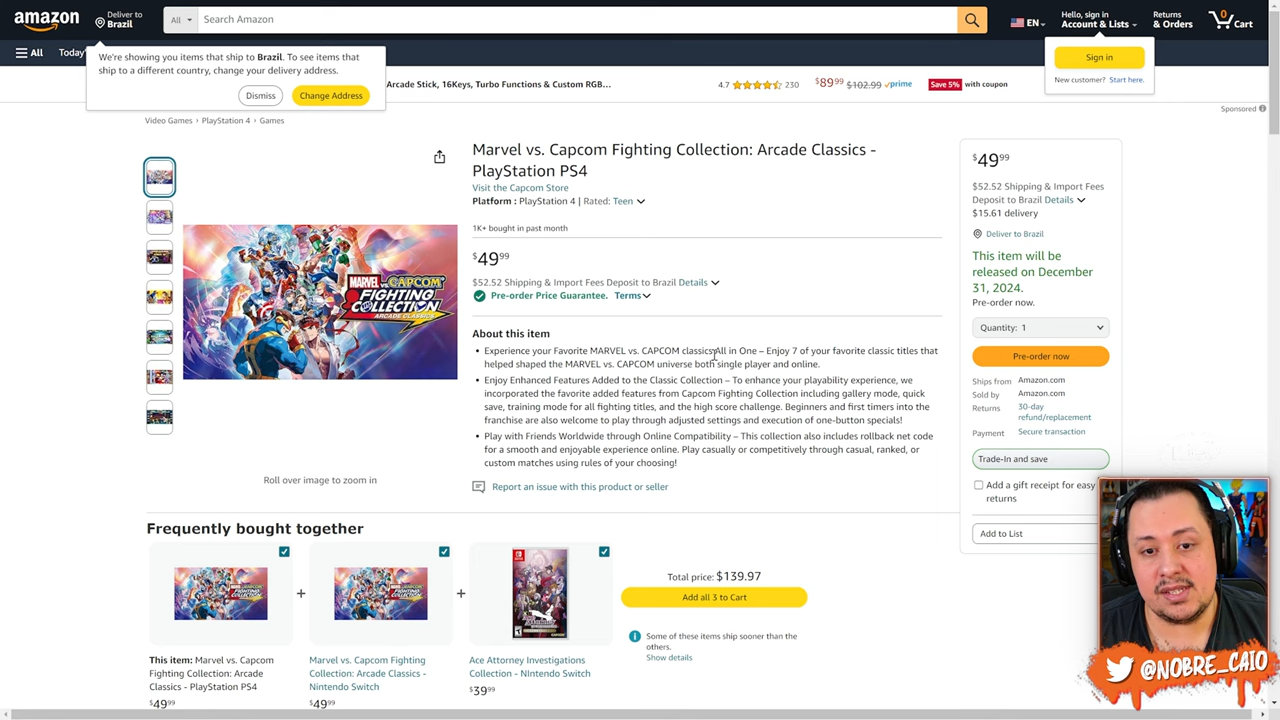 amazon
Deliver to
Brazil
All
Search Amazon
EN
Hello, sign in
Account & Lists
Returns
& Orders
0
Cart
All
Today'
We're showing you items that ship to Brazil. To see items that
ship to a different country, change your delivery address.
Dismiss
Change Address
Sign in
New customer? Start here.
Arcade Stick, 16Keys, Turbo Functions & Custom RGB...
4.7
230
$89.99 $102.99 prime
Save 5% with coupon
Sponsored
Video Games › PlayStation 4 › Games
Marvel vs. Capcom Fighting Collection: Arcade Classics -
PlayStation PS4
Visit the Capcom Store
Platform : PlayStation 4 | Rated: Teen
1K+ bought in past month
$49.99
$52.52 Shipping & Import Fees Deposit to Brazil Details
Pre-order Price Guarantee. Terms
About this item
• Experience your Favorite MARVEL vs. CAPCOM classics All in One – Enjoy 7 of your favorite classic titles that
helped shaped the MARVEL vs. CAPCOM universe both single player and online.
• Enjoy Enhanced Features Added to the Classic Collection – To enhance your playability experience, we
incorporated the favorite added features from Capcom Fighting Collection including gallery mode, quick
save, training mode for all fighting titles, and the high score challenge. Beginners and first timers into the
franchise are also welcome to play through adjusted settings and execution of one-button specials!
• Play with Friends Worldwide through Online Compatibility – This collection also includes rollback net code
for a smooth and enjoyable experience online. Play casually or competitively through casual, ranked, or
custom matches using rules of your choosing!
Report an issue with this product or seller
MARVEL VS. CAPCOM
FIGHTING
COLLECTION
ARCADE CLASSICS
Roll over image to zoom in
$49.99
$52.52 Shipping & Import Fees
Deposit to Brazil Details
$15.61 delivery
Deliver to Brazil
This item will be
released on December
31, 2024.
Pre-order now.
Quantity: 1
Pre-order now
Ships from Amazon.com
Sold by Amazon.com
Returns 30-day
refund/replacement
Payment Secure transaction
Trade-In and save
Add a gift receipt for easy
returns
Add to List
Frequently bought together
+
+
Total price: $139.97
Add all 3 to Cart
Some of these items ship sooner than the
others.
Show details
This item: Marvel vs. Capcom
Fighting Collection: Arcade
Classics - PlayStation PS4
$49.99
Marvel vs. Capcom Fighting
Collection: Arcade Classics -
Nintendo Switch
$49.99
Ace Attorney Investigations
Collection - NIntendo Switch
$39.99
@NOBRE_CAIO